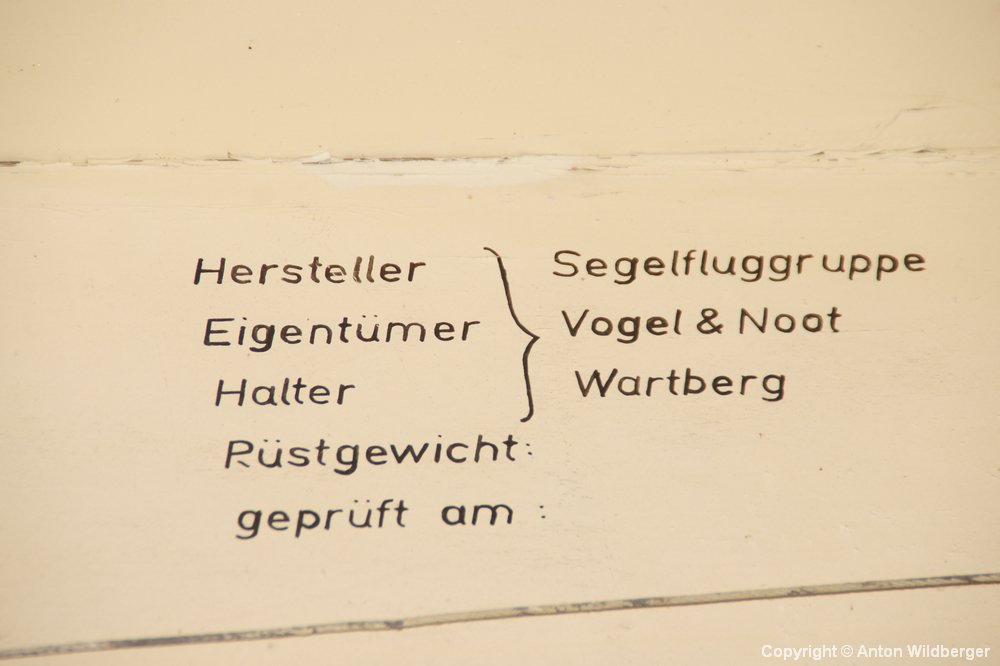 Hersteller
Eigentümer
Halter
} Segelfluggruppe
Vogel & Noot
Wartberg
Rüstgewicht:
geprüft am :
Copyright © Anton Wildberger